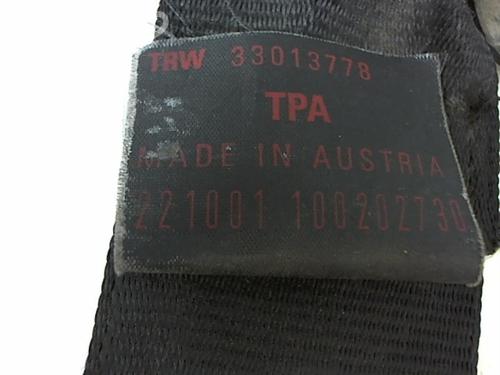 TRW 33013778
TPA
MADE IN AUSTRIA
221001 100202730